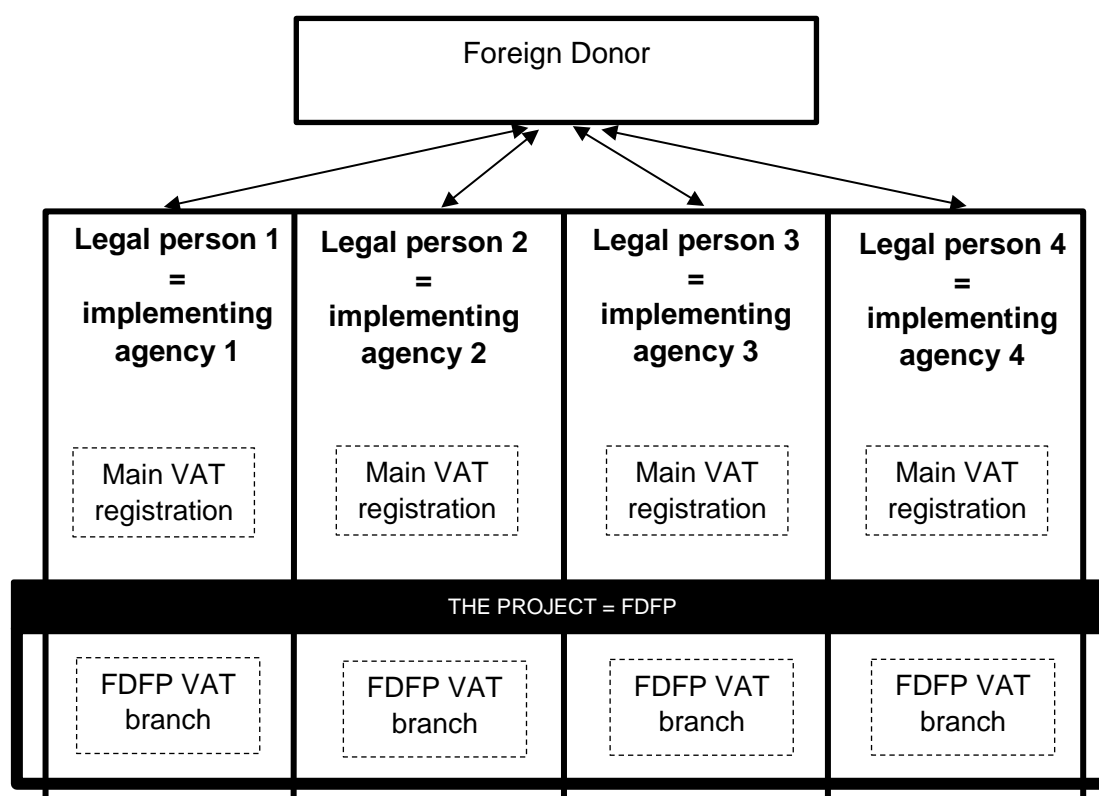 Foreign Donor
Legal person 1
=
implementing
agency 1
Legal person 2
=
implementing
agency 2
Legal person 3
=
implementing
agency 3
Legal person 4
=
implementing
agency 4
Main VAT
registration
Main VAT
registration
Main VAT
registration
Main VAT
registration
THE PROJECT = FDFP
FDFP VAT
branch
FDFP VAT
branch
FDFP VAT
branch
FDFP VAT
branch